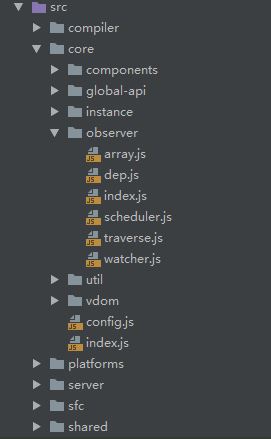 src
compiler
core
components
global-api
instance
observer
array.js
dep.js
index.js
scheduler.js
traverse.js
watcher.js
util
vdom
config.js
index.js
platforms
server
sfc
shared